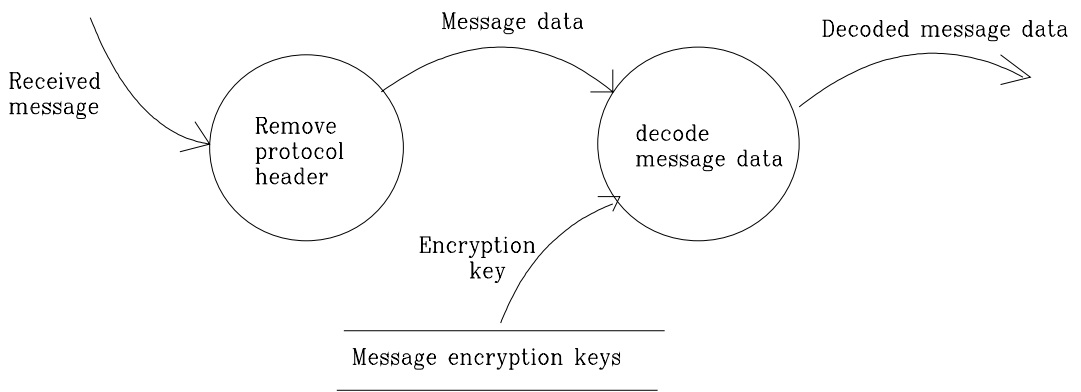 Message data
Decoded message data
Received
message
Remove
protocol
header
decode
message data
Encryption
key
Message encryption keys